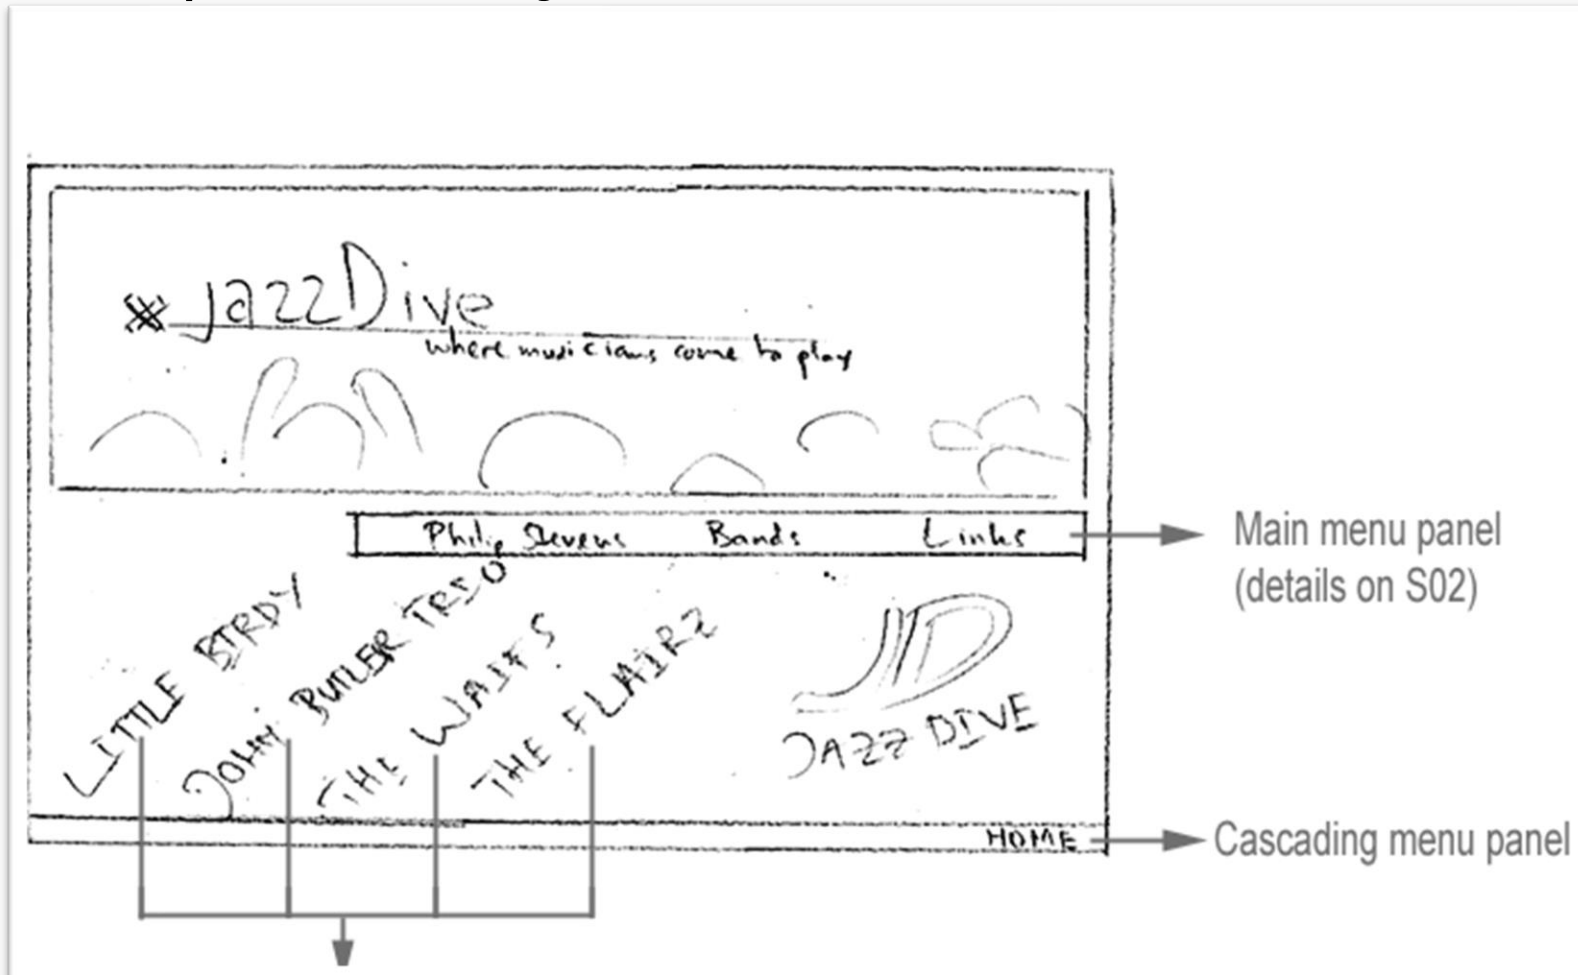 JazzDive
where musicians come to play
Philip Stevens Bands Links
Main menu panel
(details on S02)
LITTLE BIRDY
JOHN BUTLER TRIO
THE WAIFS
THE FLAIRZ
JD
JAZZ DIVE
HOME
Cascading menu panel